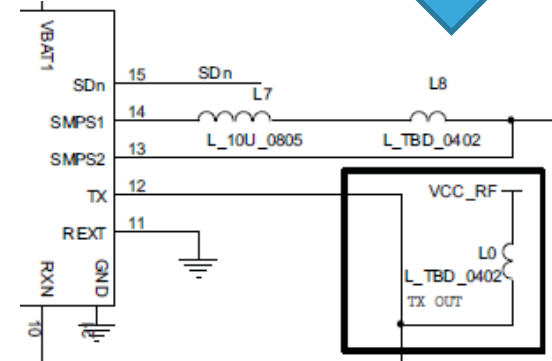 VBAT1
SDn 15 SDn
L7 L8
SMPS1 14
L_10U_0805 L_TBD_0402
SMPS2 13
TX 12
VCC_RF
REXT 11
L0
L_TBD_0402
TX OUT
RXN GND
10